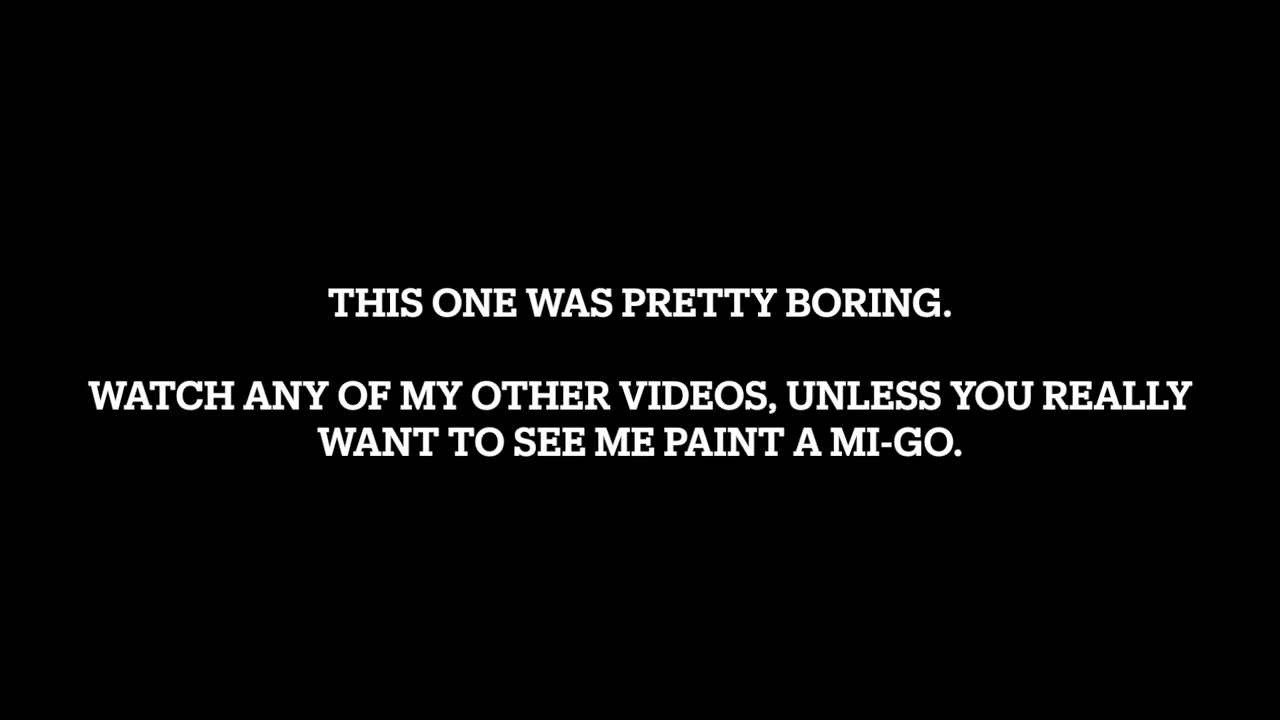 THIS ONE WAS PRETTY BORING.
WATCH ANY OF MY OTHER VIDEOS, UNLESS YOU REALLY
WANT TO SEE ME PAINT A MI-GO.